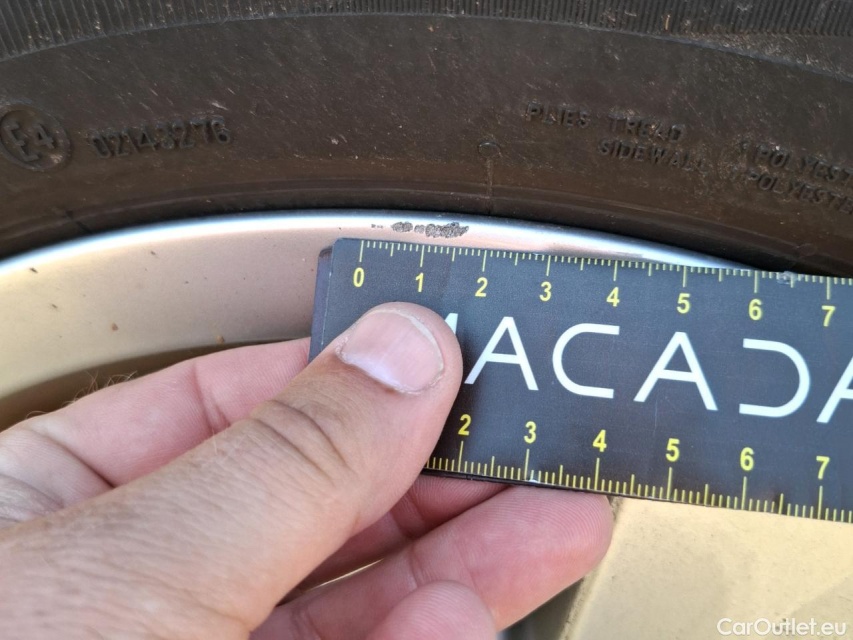 E4 02143276
PLIES TREAD
SIDEWALL
POLYEST
POLYESTE
0 1 2 3 4 5 6 7
MACADA
2 3 4 5 6 7
CarOutlet.eu